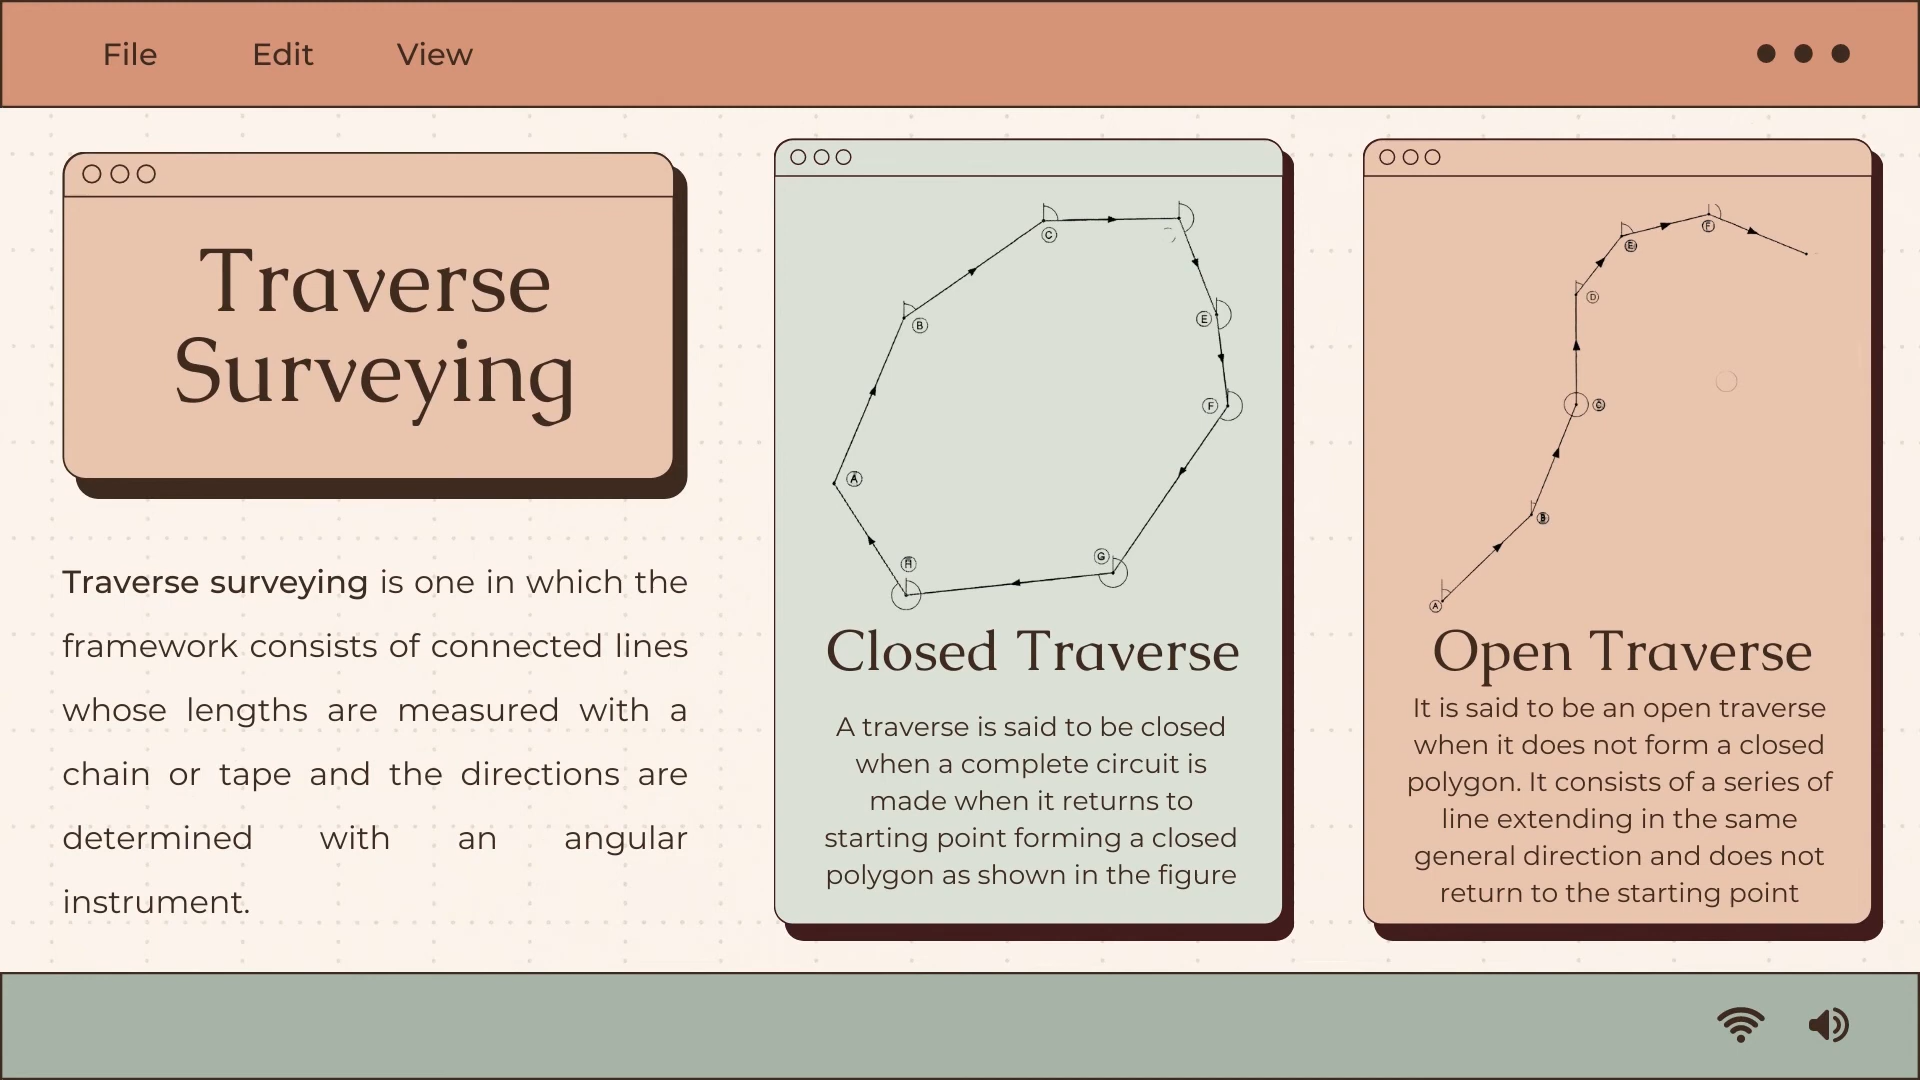 File Edit View
Traverse
Surveying
Traverse surveying is one in which the
framework consists of connected lines
whose lengths are measured with a
chain or tape and the directions are
determined with an angular
instrument.
C
B
E
F
A
G
H
Closed Traverse
A traverse is said to be closed
when a complete circuit is
made when it returns to
starting point forming a closed
polygon as shown in the figure
F
E
D
C
B
A
Open Traverse
It is said to be an open traverse
when it does not form a closed
polygon. It consists of a series of
line extending in the same
general direction and does not
return to the starting point